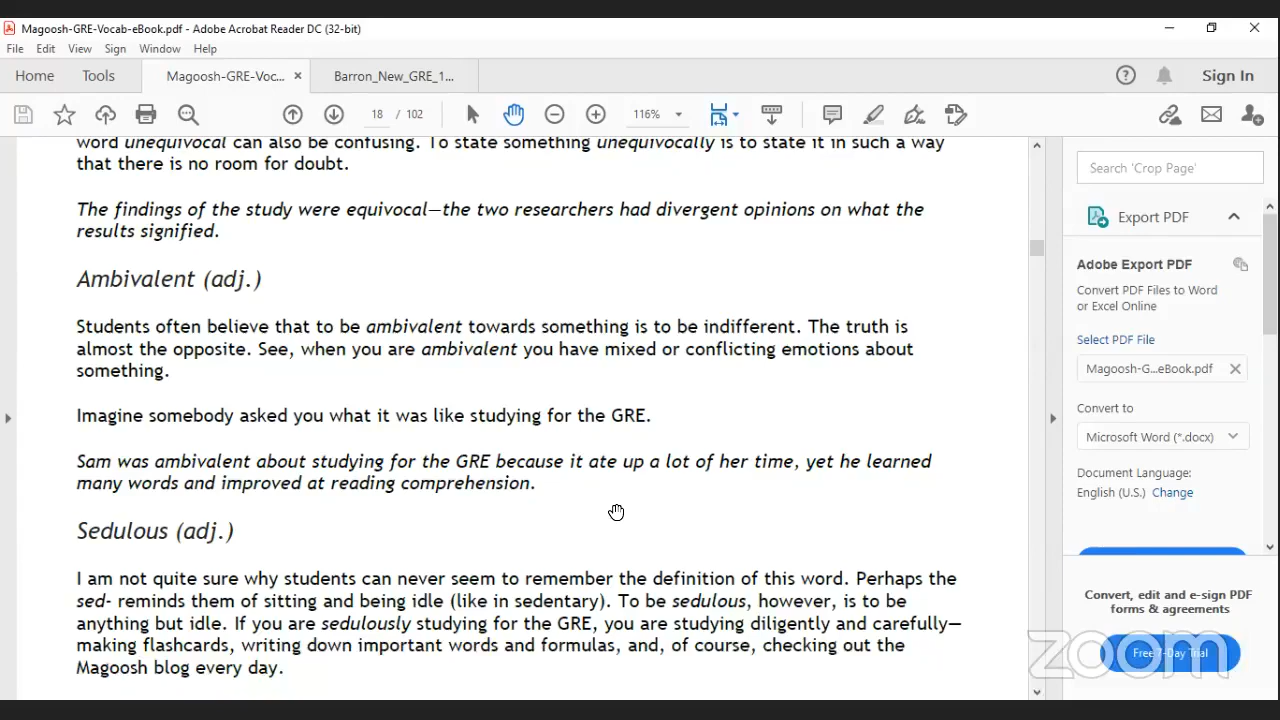 Magoosh-GRE-Vocab-eBook.pdf - Adobe Acrobat Reader DC (32-bit)
File Edit View Sign Window Help
Home Tools Magoosh-GRE-Voc... × Barron_New_GRE_1... Sign In
18 / 102 116%
word unequivocal can also be confusing. To state something unequivocally is to state it in such a way
that there is no room for doubt.
The findings of the study were equivocal—the two researchers had divergent opinions on what the
results signified.
Ambivalent (adj.)
Students often believe that to be ambivalent towards something is to be indifferent. The truth is
almost the opposite. See, when you are ambivalent you have mixed or conflicting emotions about
something.
Imagine somebody asked you what it was like studying for the GRE.
Sam was ambivalent about studying for the GRE because it ate up a lot of her time, yet he learned
many words and improved at reading comprehension.
Sedulous (adj.)
I am not quite sure why students can never seem to remember the definition of this word. Perhaps the
sed- reminds them of sitting and being idle (like in sedentary). To be sedulous, however, is to be
anything but idle. If you are sedulously studying for the GRE, you are studying diligently and carefully—
making flashcards, writing down important words and formulas, and, of course, checking out the
Magoosh blog every day.
Search 'Crop Page'
Export PDF
Adobe Export PDF
Convert PDF Files to Word
or Excel Online
Select PDF File
Magoosh-G...eBook.pdf
Convert to
Microsoft Word (*.docx)
Document Language:
English (U.S.) Change
Convert, edit and e-sign PDF
forms & agreements
Free 7-Day Trial
zoom